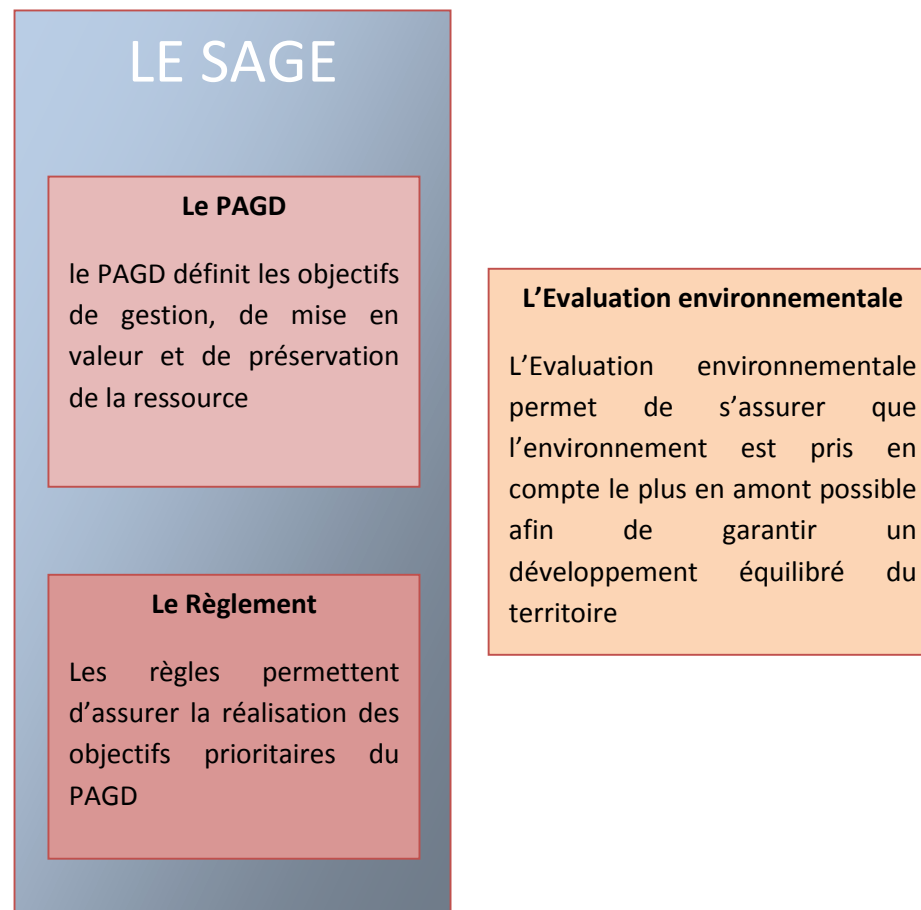 LE SAGE
Le PAGD
le PAGD définit les objectifs
de gestion, de mise en
valeur et de préservation
de la ressource
Le Règlement
Les règles permettent
d’assurer la réalisation des
objectifs prioritaires du
PAGD
L’Evaluation environnementale
L’Evaluation environnementale
permet de s’assurer que
l’environnement est pris en
compte le plus en amont possible
afin de garantir un
développement équilibré du
territoire